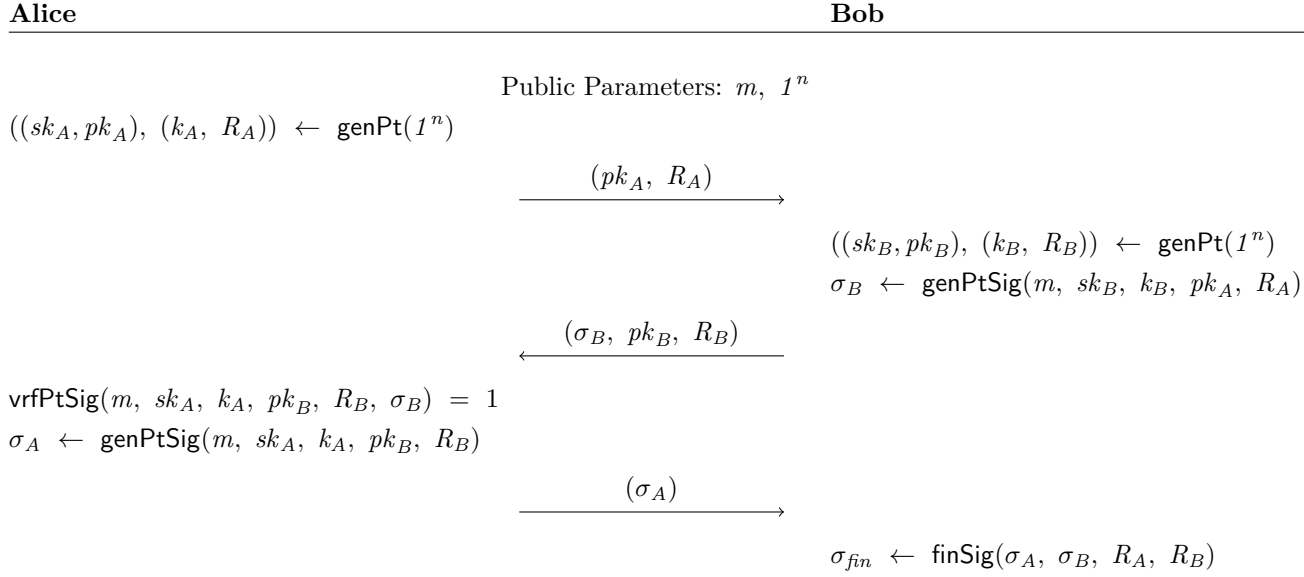 Alice Bob
Public Parameters: m, 1^n
((sk_A, pk_A), (k_A, R_A)) ← genPt(1^n)
(pk_A, R_A)
((sk_B, pk_B), (k_B, R_B)) ← genPt(1^n)
σ_B ← genPtSig(m, sk_B, k_B, pk_A, R_A)
(σ_B, pk_B, R_B)
vrfPtSig(m, sk_A, k_A, pk_B, R_B, σ_B) = 1
σ_A ← genPtSig(m, sk_A, k_A, pk_B, R_B)
(σ_A)
σ_fin ← finSig(σ_A, σ_B, R_A, R_B)